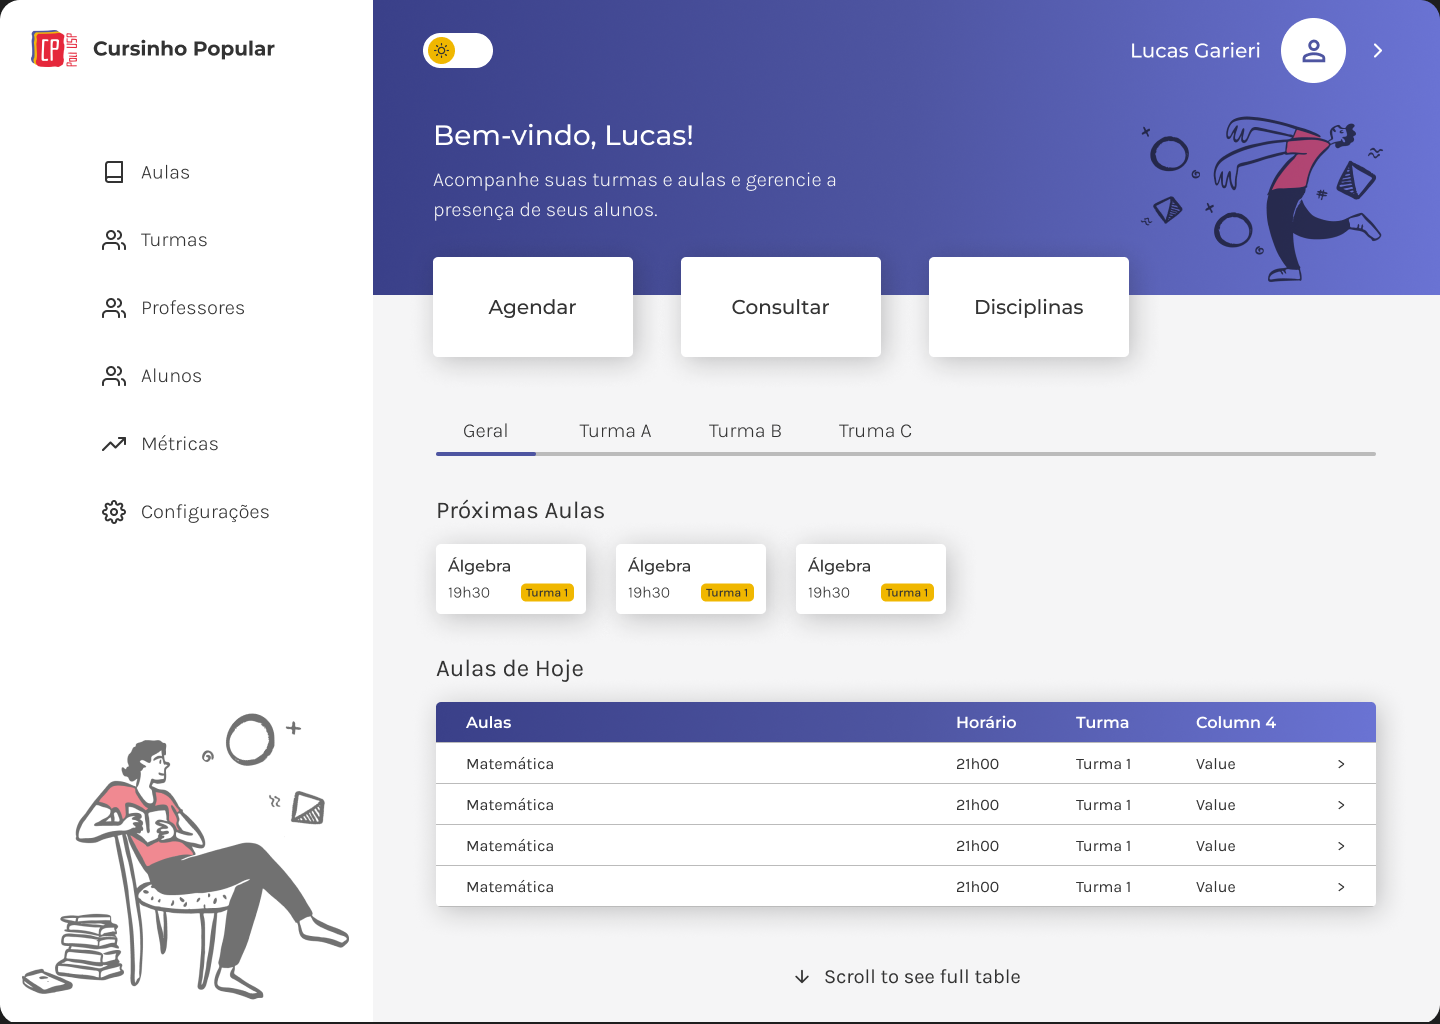 CP
Poli USP
Cursinho Popular
Lucas Garieri
Aulas
Turmas
Professores
Alunos
Métricas
Configurações
Bem-vindo, Lucas!
Acompanhe suas turmas e aulas e gerencie a
presença de seus alunos.
Agendar
Consultar
Disciplinas
Geral
Turma A
Turma B
Truma C
Próximas Aulas
Álgebra
19h30
Turma 1
Álgebra
19h30
Turma 1
Álgebra
19h30
Turma 1
Aulas de Hoje
Aulas Horário Turma Column 4
Matemática 21h00 Turma 1 Value >
Matemática 21h00 Turma 1 Value >
Matemática 21h00 Turma 1 Value >
Matemática 21h00 Turma 1 Value >
Scroll to see full table